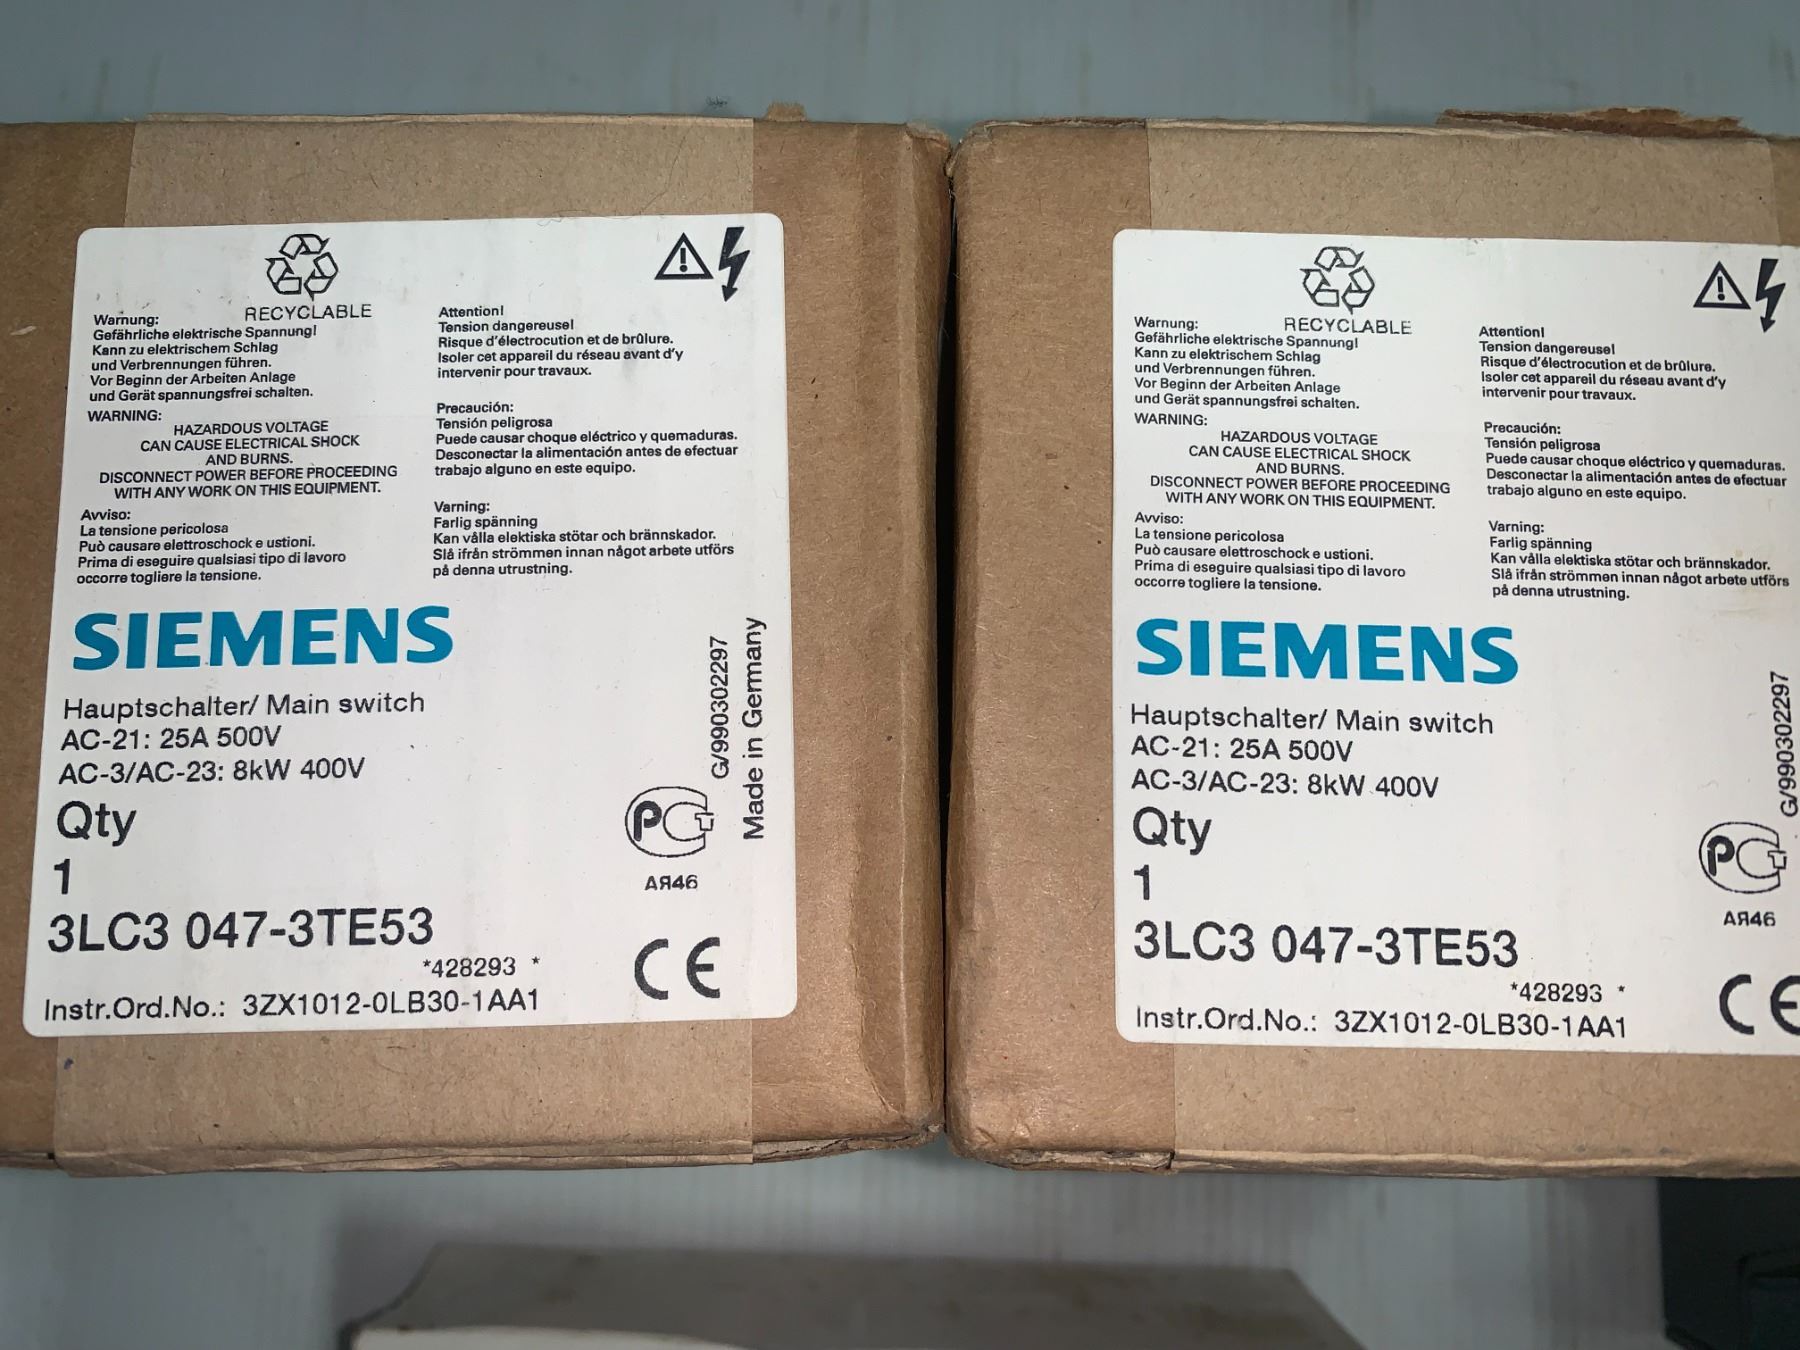 RECYCLABLE
Warnung:
Gefährliche elektrische Spannung!
Kann zu elektrischem Schlag
und Verbrennungen führen.
Vor Beginn der Arbeiten Anlage
und Gerät spannungsfrei schalten.
WARNING:
HAZARDOUS VOLTAGE
CAN CAUSE ELECTRICAL SHOCK
AND BURNS.
DISCONNECT POWER BEFORE PROCEEDING
WITH ANY WORK ON THIS EQUIPMENT.
Avviso:
La tensione pericolosa
Può causare elettroschock e ustioni.
Prima di eseguire qualsiasi tipo di lavoro
occorre togliere la tensione.
Attention!
Tension dangereuse!
Risque d'électrocution et de brûlure.
Isoler cet appareil du réseau avant d'y
intervenir pour travaux.
Precaución:
Tensión peligrosa
Puede causar choque eléctrico y quemaduras.
Desconectar la alimentación antes de efectuar
trabajo alguno en este equipo.
Varning:
Farlig spänning
Kan vålla elektiska stötar och brännskador.
Slå ifrån strömmen innan något arbete utförs
på denna utrustning.
SIEMENS
Hauptschalter/ Main switch
AC-21: 25A 500V
AC-3/AC-23: 8kW 400V
Qty
1
3LC3 047-3TE53
*428293 *
Instr.Ord.No.: 3ZX1012-0LB30-1AA1
G/990302297
Made in Germany
РСТ
АЯ46
CE
RECYCLABLE
Warnung:
Gefährliche elektrische Spannung!
Kann zu elektrischem Schlag
und Verbrennungen führen.
Vor Beginn der Arbeiten Anlage
und Gerät spannungsfrei schalten.
WARNING:
HAZARDOUS VOLTAGE
CAN CAUSE ELECTRICAL SHOCK
AND BURNS.
DISCONNECT POWER BEFORE PROCEEDING
WITH ANY WORK ON THIS EQUIPMENT.
Avviso:
La tensione pericolosa
Può causare elettroschock e ustioni.
Prima di eseguire qualsiasi tipo di lavoro
occorre togliere la tensione.
Attention!
Tension dangereuse!
Risque d'électrocution et de brûlure.
Isoler cet appareil du réseau avant d'y
intervenir pour travaux.
Precaución:
Tensión peligrosa
Puede causar choque eléctrico y quemaduras.
Desconectar la alimentación antes de efectuar
trabajo alguno en este equipo.
Varning:
Farlig spänning
Kan vålla elektiska stötar och brännskador.
Slå ifrån strömmen innan något arbete utförs
på denna utrustning.
SIEMENS
Hauptschalter/ Main switch
AC-21: 25A 500V
AC-3/AC-23: 8kW 400V
Qty
1
3LC3 047-3TE53
*428293 *
Instr.Ord.No.: 3ZX1012-0LB30-1AA1
G/990302297
РСТ
АЯ46
CE